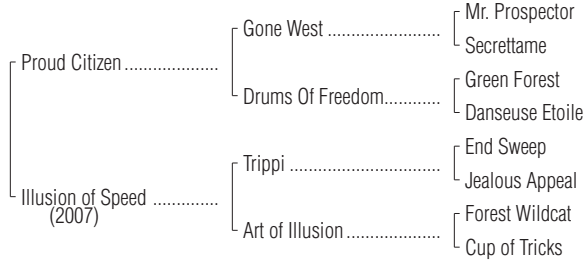 Mr. Prospector
Gone West
Secrettame
Proud Citizen
Green Forest
Drums Of Freedom
Danseuse Etoile
End Sweep
Trippi
Jealous Appeal
Illusion of Speed
(2007)
Forest Wildcat
Art of Illusion
Cup of Tricks